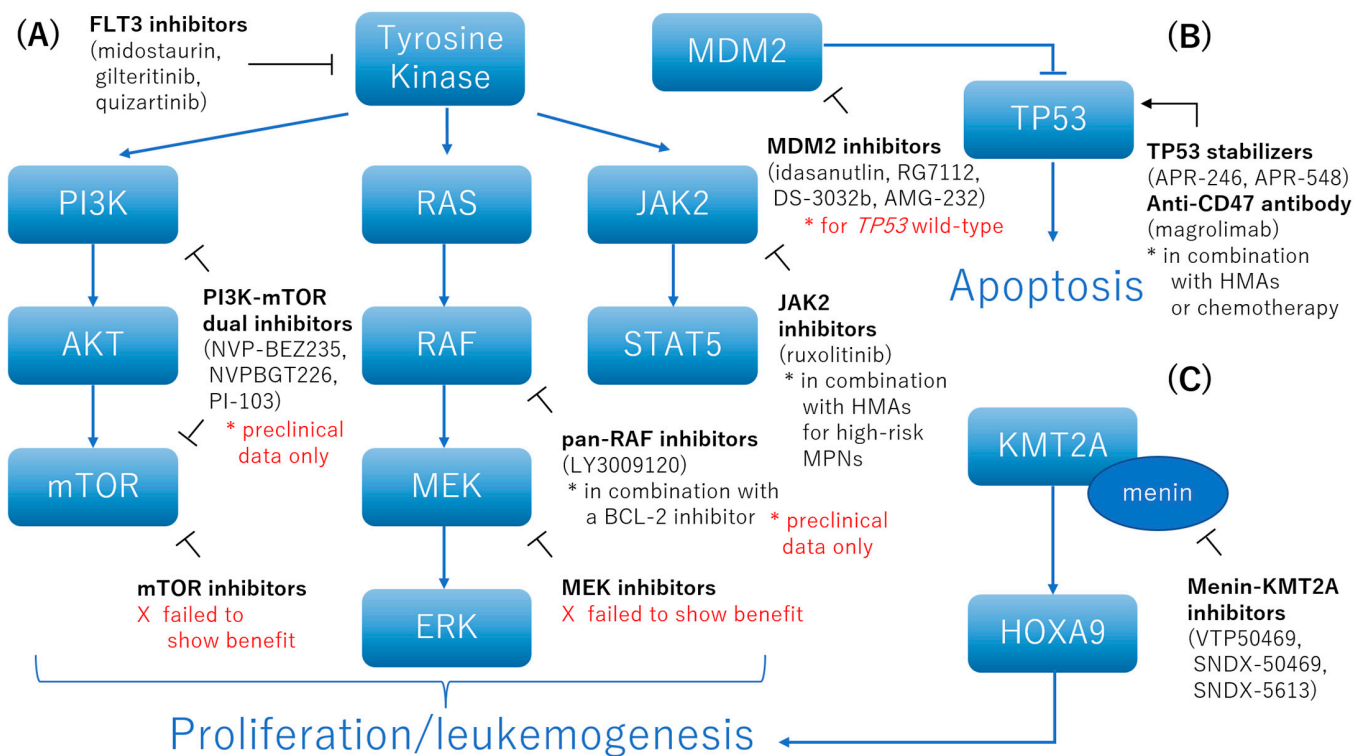 (A)
FLT3 inhibitors
(midostaurin,
gilteritinib,
quizartinib)
Tyrosine
Kinase
PI3K
AKT
mTOR
PI3K-mTOR
dual inhibitors
(NVP-BEZ235,
NVPBGT226,
PI-103)
* preclinical
data only
mTOR inhibitors
X failed to
show benefit
RAS
RAF
MEK
ERK
pan-RAF inhibitors
(LY3009120)
* in combination with
a BCL-2 inhibitor
* preclinical
data only
MEK inhibitors
X failed to show benefit
JAK2
STAT5
JAK2
inhibitors
(ruxolitinib)
* in combination
with HMAs
for high-risk
MPNs
Proliferation/leukemogenesis
(B)
MDM2
MDM2 inhibitors
(idasanutlin, RG7112,
DS-3032b, AMG-232)
* for TP53 wild-type
TP53
TP53 stabilizers
(APR-246, APR-548)
Anti-CD47 antibody
(magrolimab)
* in combination
with HMAs
or chemotherapy
Apoptosis
(C)
KMT2A
menin
HOXA9
Menin-KMT2A
inhibitors
(VTP50469,
SNDX-50469,
SNDX-5613)